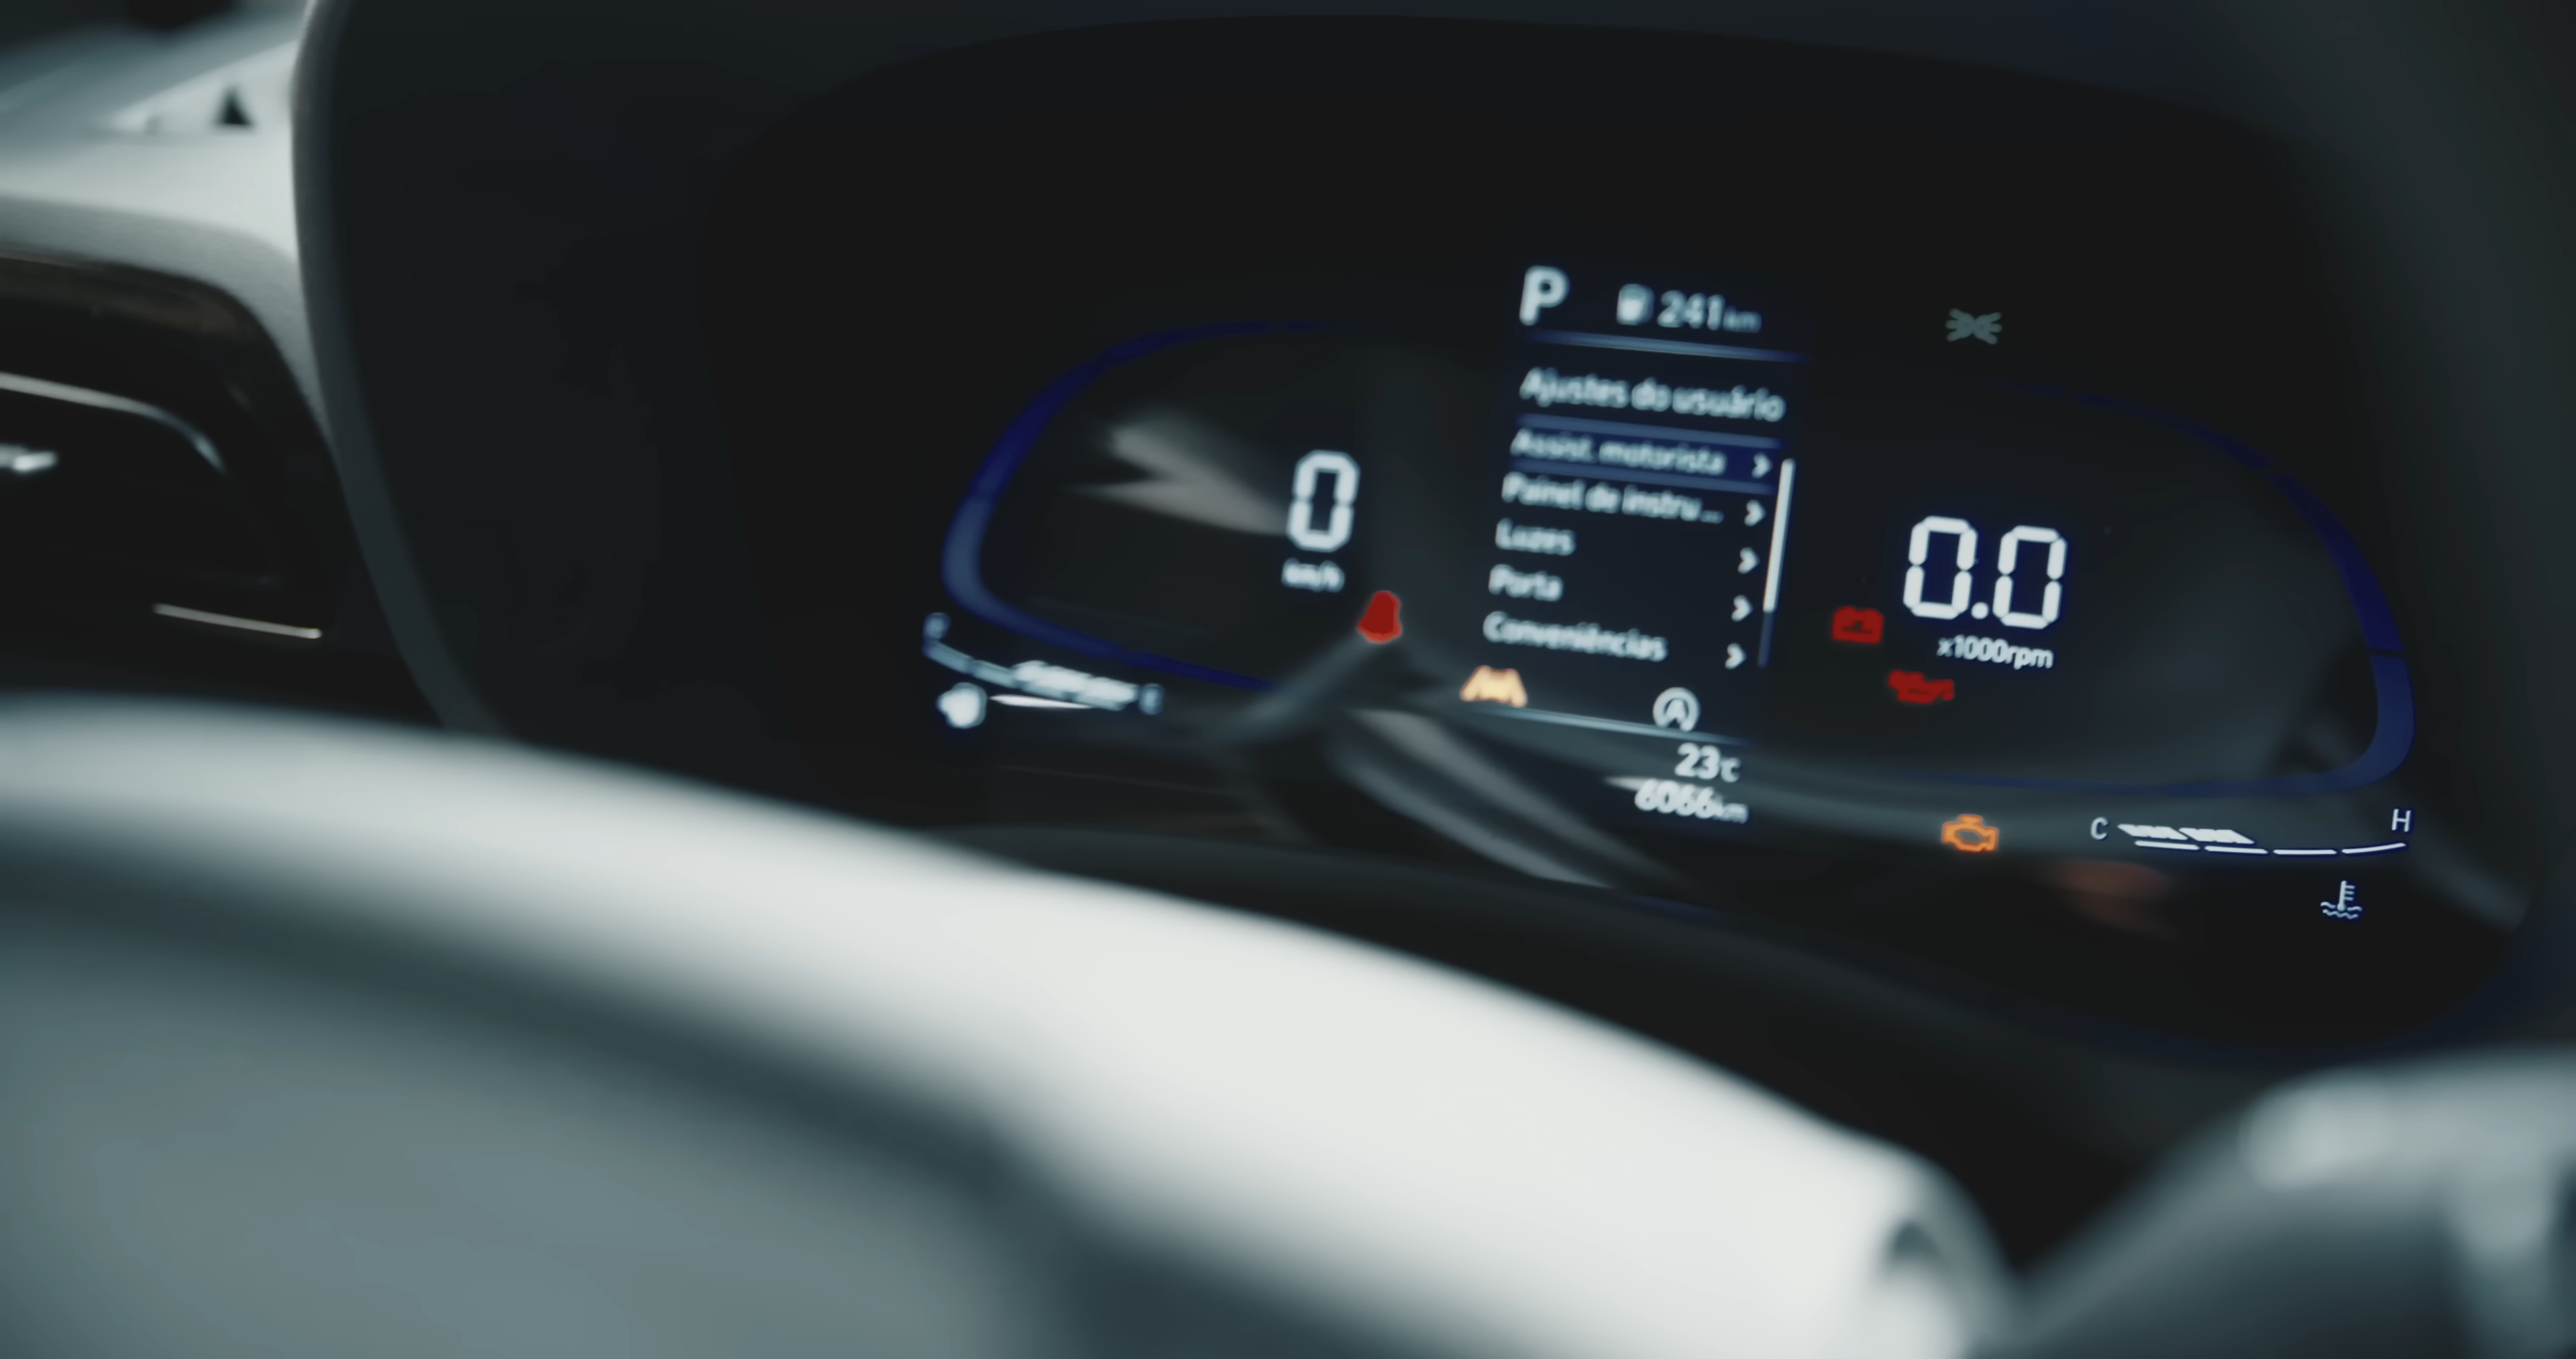 P 241km
Ajustes do usuário
Assist. motorista
Painel de instru...
Luzes
Porta
Conveniências
0
km/h
0.0
x1000rpm
A
23°C
6066km
C H